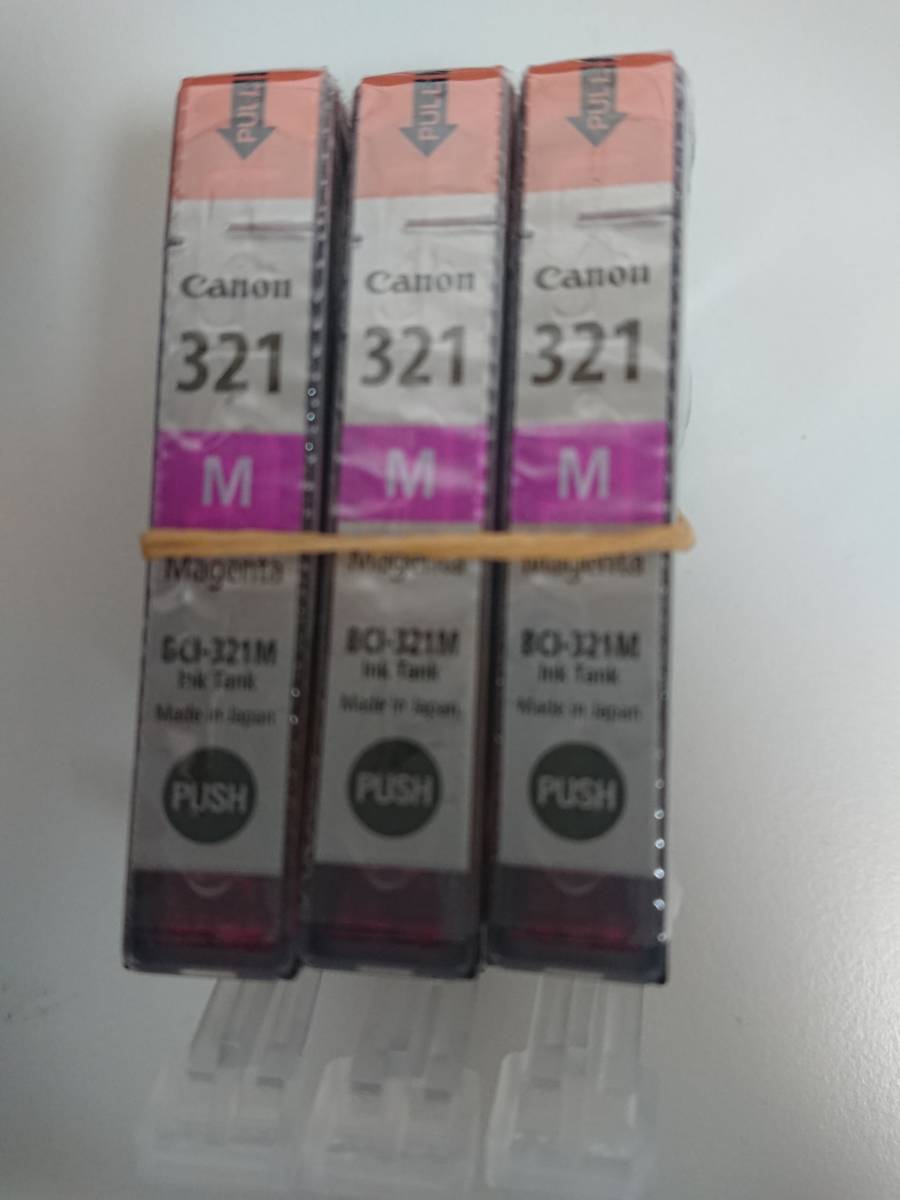 PULL
Canon
321
M
Magenta
BCI-321M
Ink Tank
Made in Japan
PUSH
PULL
Canon
321
M
Magenta
BCI-321M
Ink Tank
Made in Japan
PUSH
PULL
Canon
321
M
Magenta
BCI-321M
Ink Tank
Made in Japan
PUSH